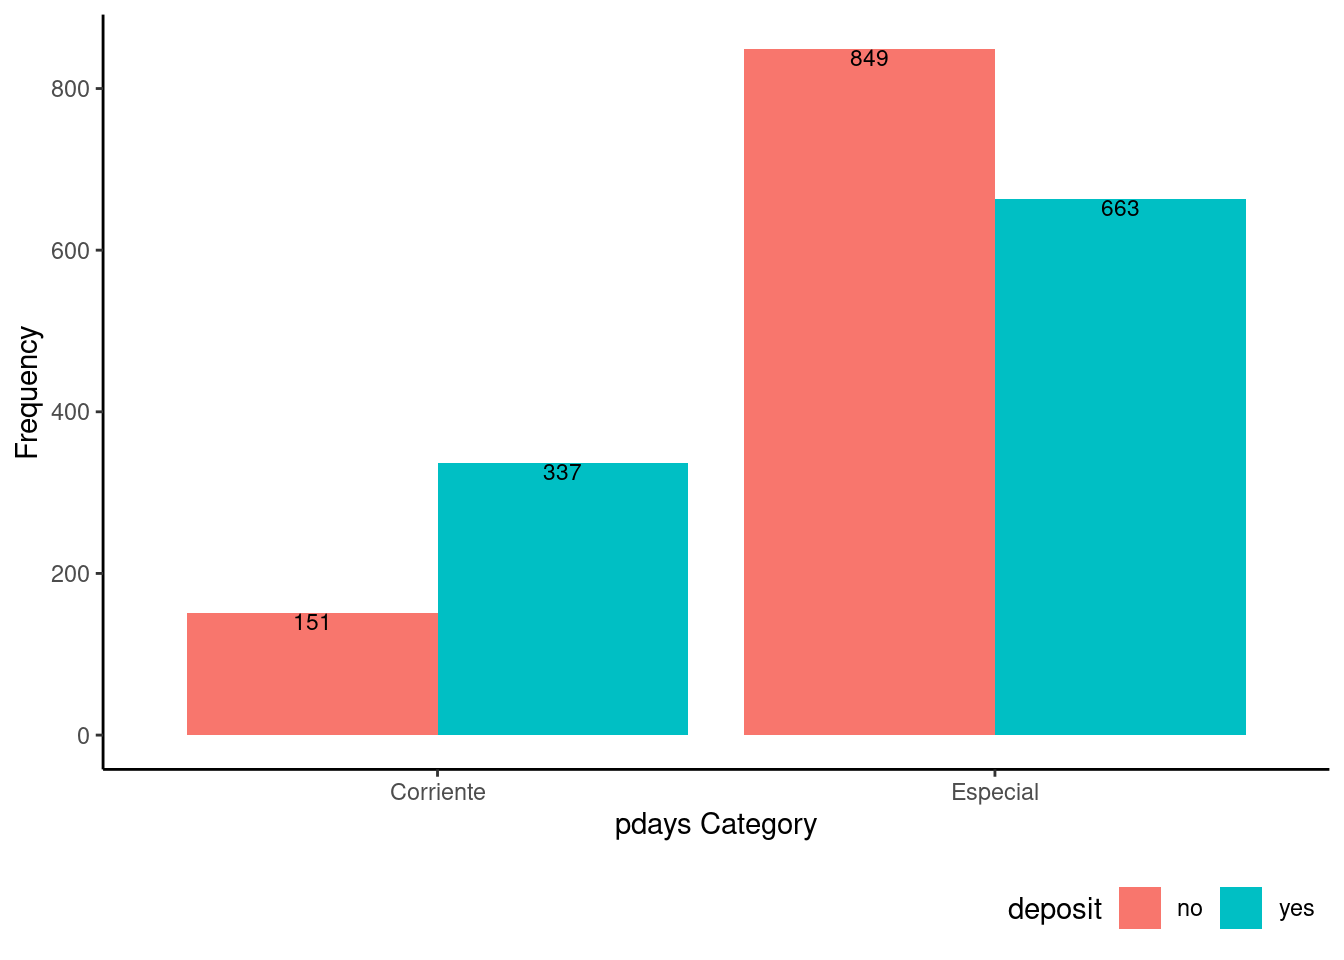 849
800
663
600
Frequency
400
337
200
151
0
Corriente Especial
pdays Category
deposit no yes